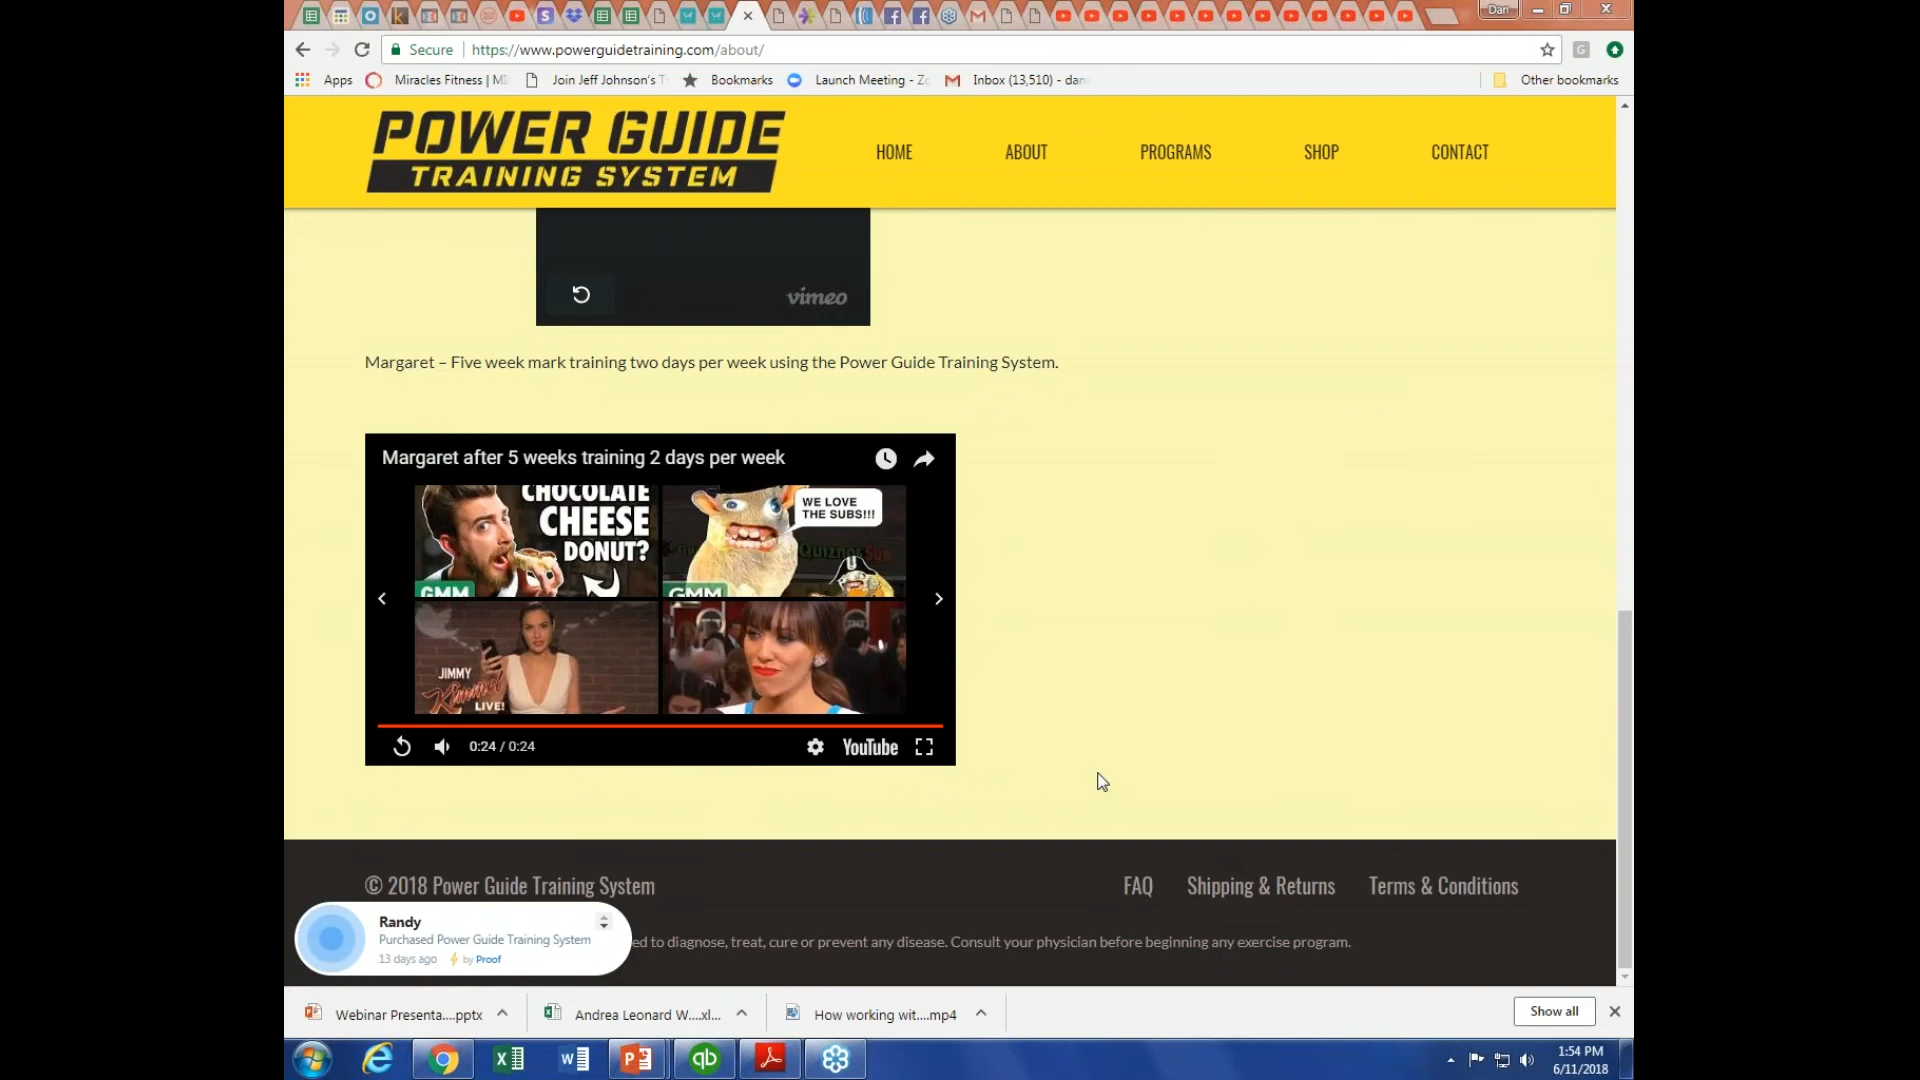 Dan
Secure
https://www.powerguidetraining.com/about/
Apps
Miracles Fitness | MI
Join Jeff Johnson's T
Bookmarks
Launch Meeting - Zo
Inbox (13,510) - dan
Other bookmarks
POWER GUIDE
TRAINING SYSTEM
HOME
ABOUT
PROGRAMS
SHOP
CONTACT
vimeo
Margaret – Five week mark training two days per week using the Power Guide Training System.
Margaret after 5 weeks training 2 days per week
CHOCOLATE
CHEESE
DONUT?
GMM
WE LOVE
THE SUBS!!!
QUIZNOS SUB
GMM
JIMMY
Kimmel
LIVE!
0:24 / 0:24
YouTube
© 2018 Power Guide Training System
FAQ
Shipping & Returns
Terms & Conditions
Randy
Purchased Power Guide Training System
13 days ago
by Proof
ed to diagnose, treat, cure or prevent any disease. Consult your physician before beginning any exercise program.
Webinar Presenta....pptx
Andrea Leonard W....xl...
How working wit....mp4
Show all
1:54 PM
6/11/2018